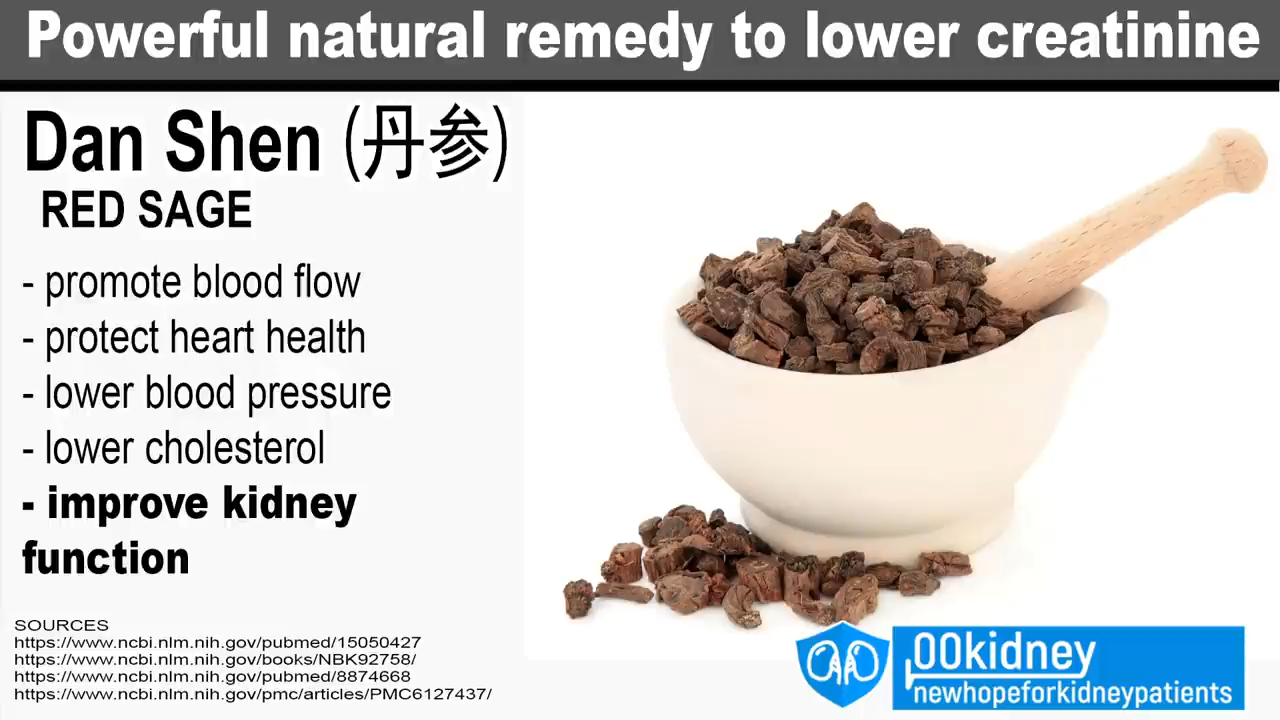 Powerful natural remedy to lower creatinine
Dan Shen (丹参)
RED SAGE
- promote blood flow
- protect heart health
- lower blood pressure
- lower cholesterol
- improve kidney
function
SOURCES
https://www.ncbi.nlm.nih.gov/pubmed/15050427
https://www.ncbi.nlm.nih.gov/books/NBK92758/
https://www.ncbi.nlm.nih.gov/pubmed/8874668
https://www.ncbi.nlm.nih.gov/pmc/articles/PMC6127437/
00kidney
newhopeforkidneypatients